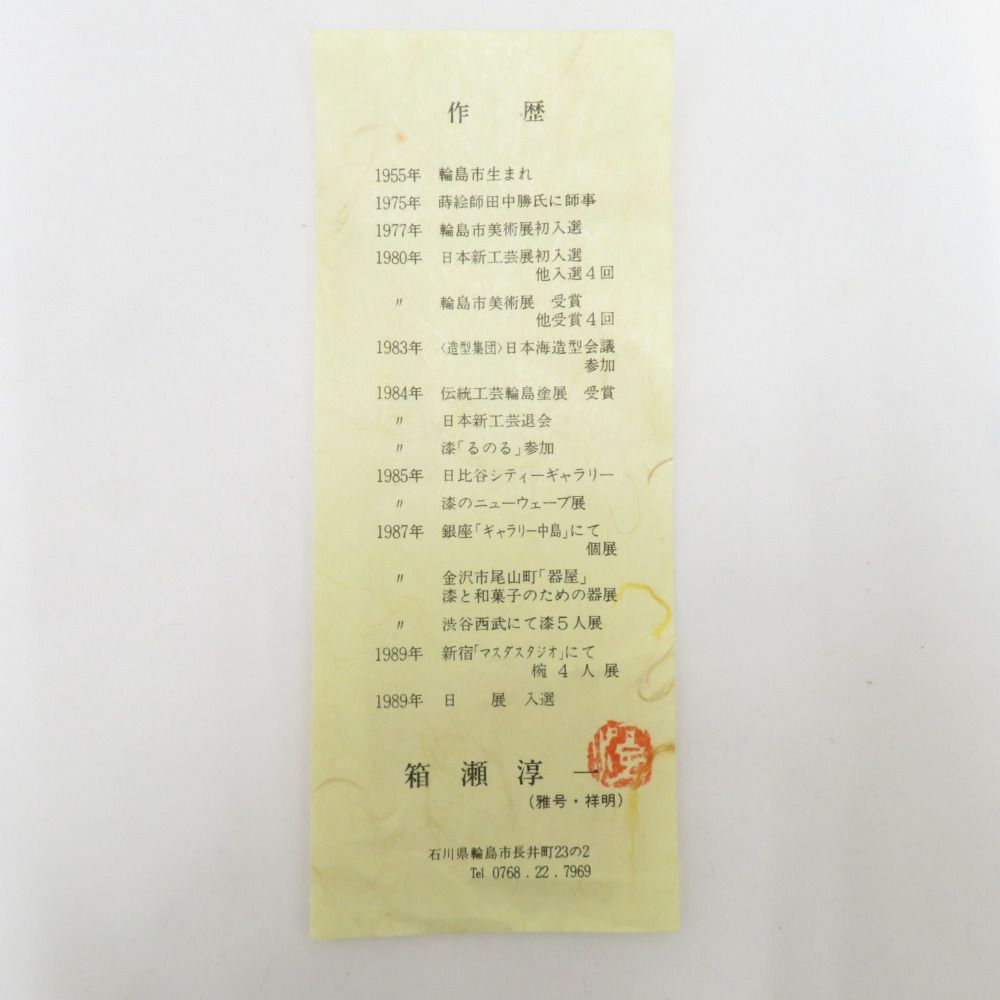 作 歴
1955年 輪島市生まれ
1975年 蒔絵師田中勝氏に師事
1977年 輪島市美術展初入選
1980年 日本新工芸展初入選
他入選4回
〃 輪島市美術展 受賞
他受賞4回
1983年 〈造型集団〉日本海造型会議
参加
1984年 伝統工芸輪島塗展 受賞
〃 日本新工芸退会
〃 漆「るのる」参加
1985年 日比谷シティーギャラリー
〃 漆のニューウェーブ展
1987年 銀座「ギャラリー中島」にて
個展
〃 金沢市尾山町「器屋」
漆と和菓子のための器展
〃 渋谷西武にて漆5人展
1989年 新宿「マスダスタジオ」にて
椀 4 人 展
1989年 日 展 入選
箱瀬淳一
(雅号・祥明)
石川県輪島市長井町23の2
Tel 0768.22.7969